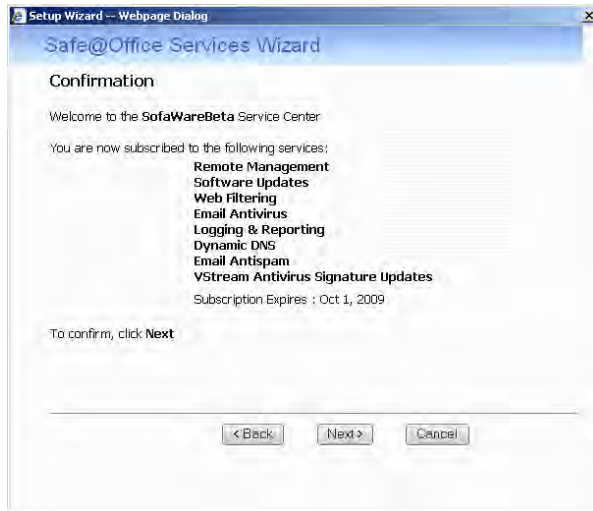 Setup Wizard -- Webpage Dialog
Safe@Office Services Wizard
Confirmation
Welcome to the SofaWareBeta Service Center
You are now subscribed to the following services:
Remote Management
Software Updates
Web Filtering
Email Antivirus
Logging & Reporting
Dynamic DNS
Email Antispam
VStream Antivirus Signature Updates
Subscription Expires : Oct 1, 2009
To confirm, click Next
< Back Next > Cancel